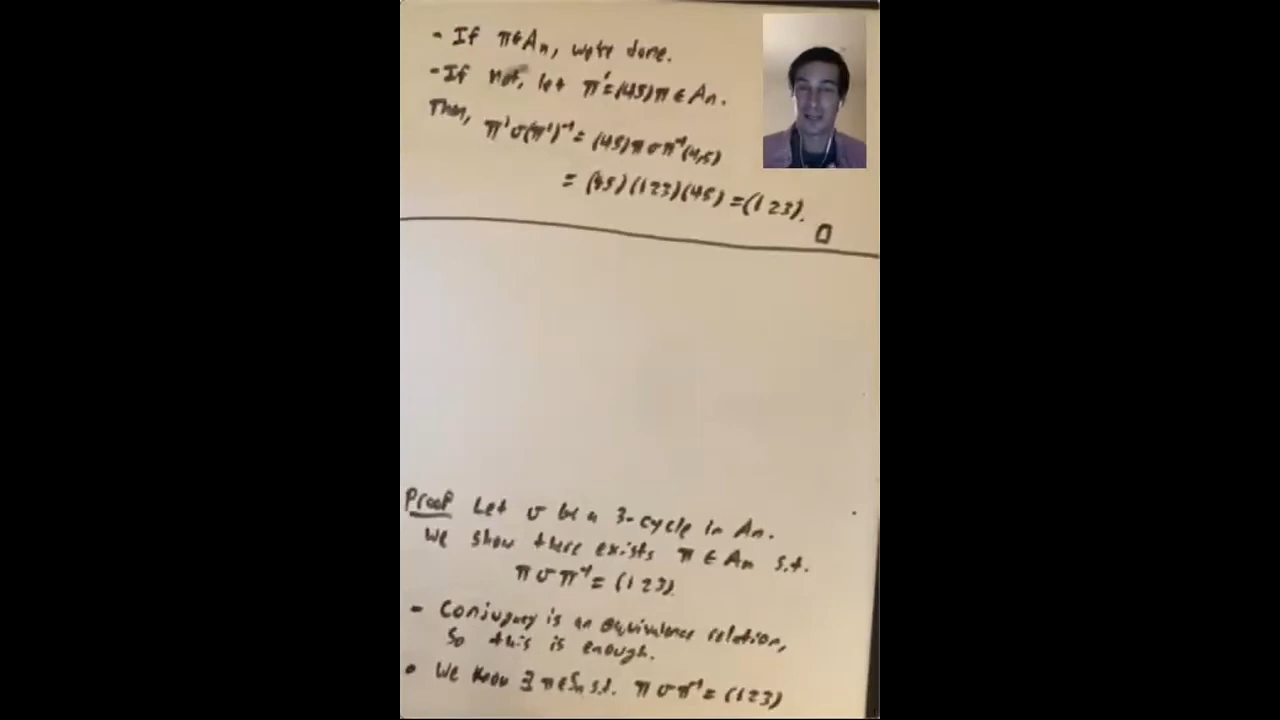 - If π∈An, we're done.
- If not, let π'=(45)π ∈ An.
Then, π'σ(π')⁻¹ = (45)πσπ⁻¹(45)
= (45)(123)(45) = (123).
Proof Let σ be a 3-cycle in An.
We show there exists π ∈ An s.t.
πσπ⁻¹ = (123)
- Conjugacy is an equivalence relation,
so this is enough.
• We know ∃ π∈Sn s.t. πσπ⁻¹ = (123)